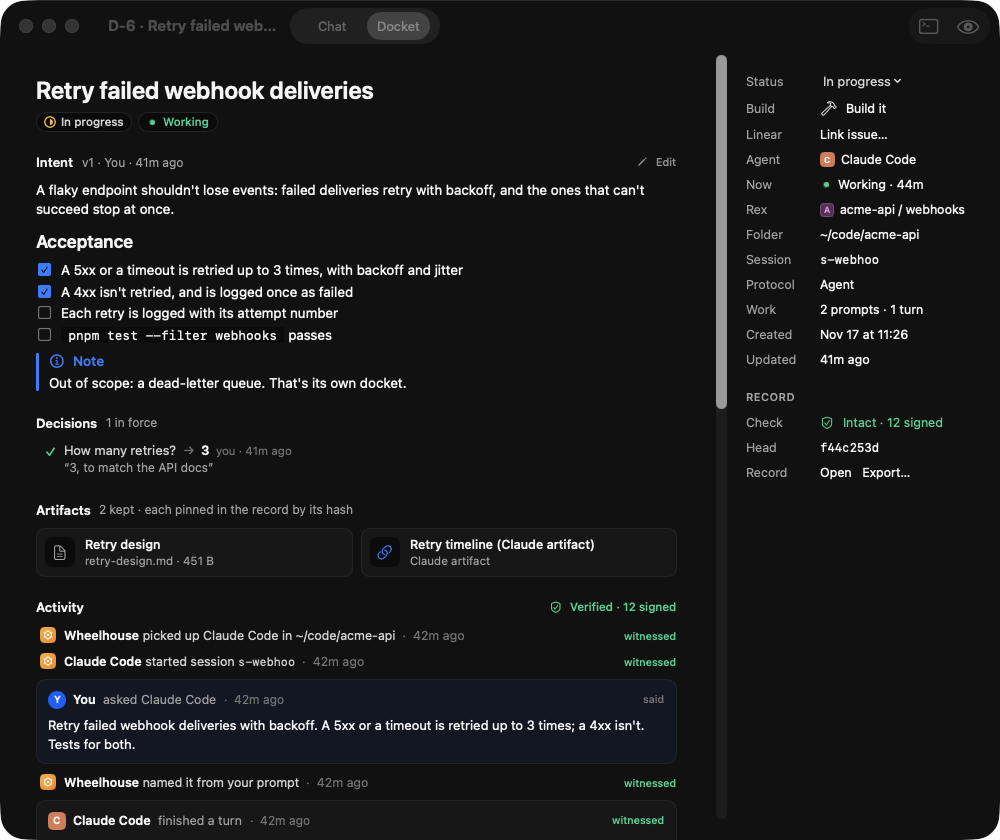 D-6 · Retry failed web...
Chat
Docket
Retry failed webhook deliveries
In progress
Working
Intent v1 · You · 41m ago
Edit
A flaky endpoint shouldn't lose events: failed deliveries retry with backoff, and the ones that can't
succeed stop at once.
Acceptance
A 5xx or a timeout is retried up to 3 times, with backoff and jitter
A 4xx isn't retried, and is logged once as failed
Each retry is logged with its attempt number
pnpm test --filter webhooks passes
Note
Out of scope: a dead-letter queue. That's its own docket.
Decisions 1 in force
How many retries? → 3 you · 41m ago
“3, to match the API docs”
Artifacts 2 kept · each pinned in the record by its hash
Retry design
retry-design.md · 451 B
Retry timeline (Claude artifact)
Claude artifact
Activity
Verified · 12 signed
Wheelhouse picked up Claude Code in ~/code/acme-api · 42m ago witnessed
Claude Code started session s-webhoo · 42m ago witnessed
Y You asked Claude Code · 42m ago said
Retry failed webhook deliveries with backoff. A 5xx or a timeout is retried up to 3 times; a 4xx isn't.
Tests for both.
Wheelhouse named it from your prompt · 42m ago witnessed
C Claude Code finished a turn · 42m ago witnessed
Status In progress
Build Build it
Linear Link issue...
Agent C Claude Code
Now Working · 44m
Rex A acme-api / webhooks
Folder ~/code/acme-api
Session s-webhoo
Protocol Agent
Work 2 prompts · 1 turn
Created Nov 17 at 11:26
Updated 41m ago
RECORD
Check Intact · 12 signed
Head f44c253d
Record Open Export...